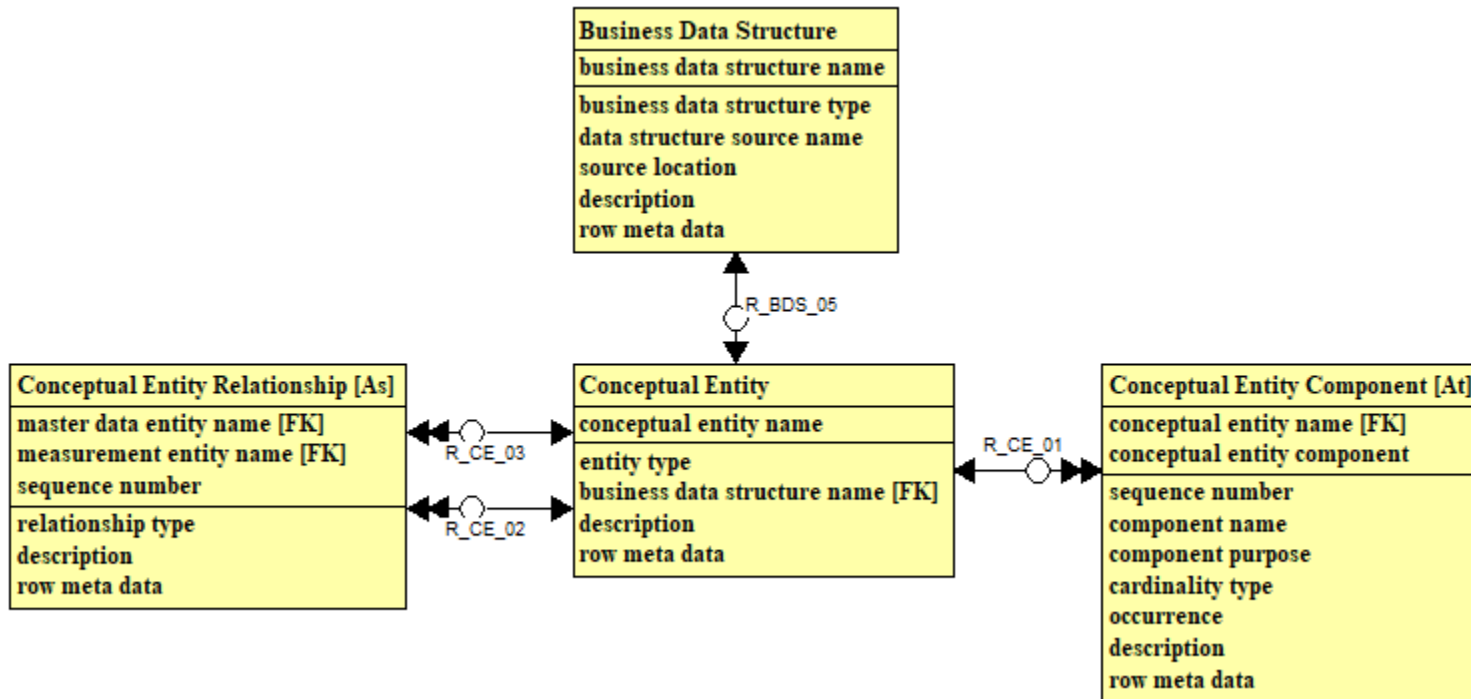 Business Data Structure
business data structure name
business data structure type
data structure source name
source location
description
row meta data
R_BDS_05
Conceptual Entity Relationship [As]
master data entity name [FK]
measurement entity name [FK]
sequence number
relationship type
description
row meta data
R_CE_03
R_CE_02
Conceptual Entity
conceptual entity name
entity type
business data structure name [FK]
description
row meta data
R_CE_01
Conceptual Entity Component [At]
conceptual entity name [FK]
conceptual entity component
sequence number
component name
component purpose
cardinality type
occurrence
description
row meta data